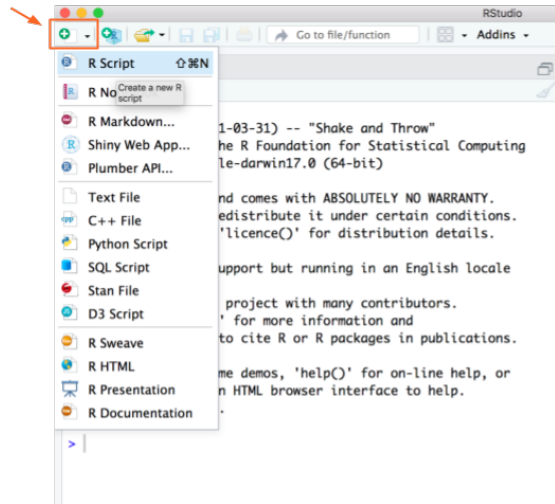 RStudio
Go to file/function
Addins
R Script ⇧⌘N
R No
Create a new R
script
R Markdown...
Shiny Web App...
Plumber API...
Text File
C++ File
Python Script
SQL Script
Stan File
D3 Script
R Sweave
R HTML
R Presentation
R Documentation
1-03-31) -- "Shake and Throw"
he R Foundation for Statistical Computing
le-darwin17.0 (64-bit)
nd comes with ABSOLUTELY NO WARRANTY.
edistribute it under certain conditions.
'licence()' for distribution details.
upport but running in an English locale
project with many contributors.
' for more information and
to cite R or R packages in publications.
me demos, 'help()' for on-line help, or
n HTML browser interface to help.
.
>